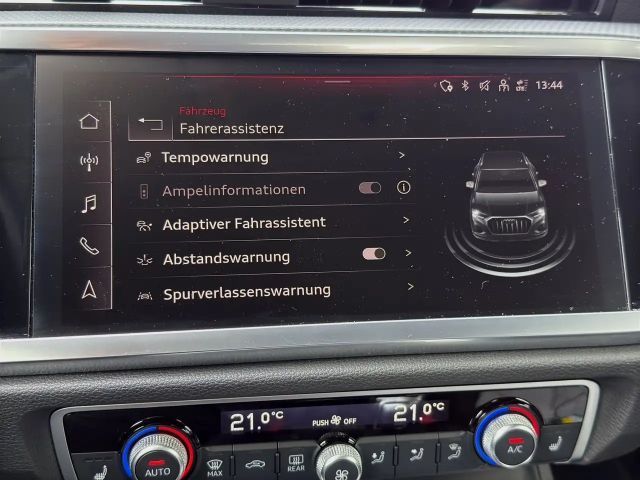 13:44
Fahrzeug
Fahrerassistenz
Tempowarnung
Ampelinformationen
Adaptiver Fahrassistent
Abstandswarnung
Spurverlassenswarnung
21.0°C PUSH OFF 21.0°C
AUTO MAX REAR A/C